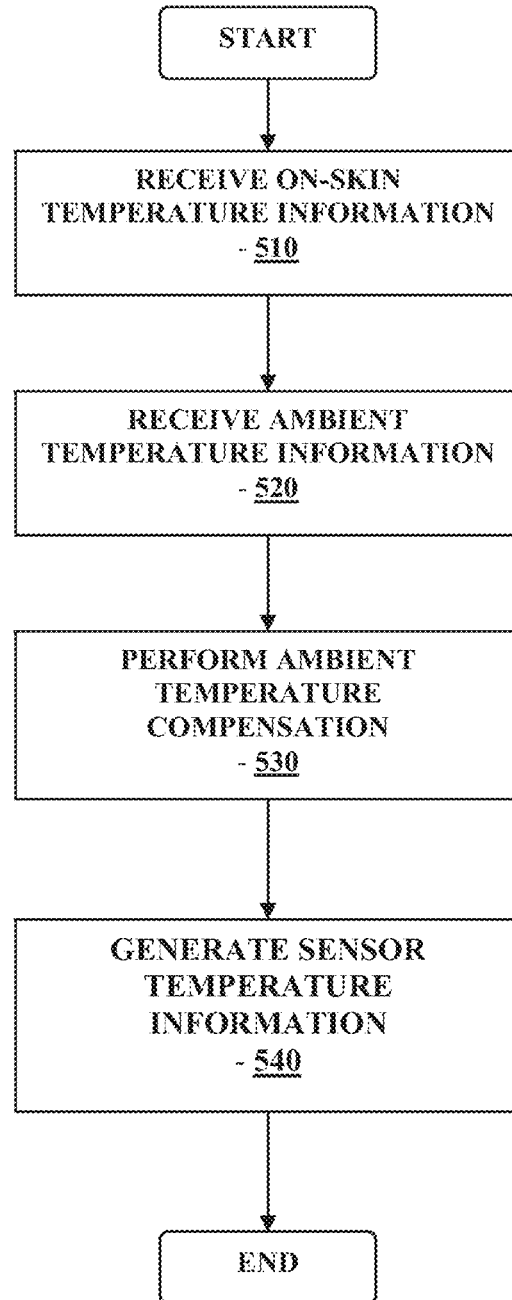 START
RECEIVE ON-SKIN
TEMPERATURE INFORMATION
- 510
RECEIVE AMBIENT
TEMPERATURE INFORMATION
- 520
PERFORM AMBIENT
TEMPERATURE
COMPENSATION
- 530
GENERATE SENSOR
TEMPERATURE
INFORMATION
- 540
END